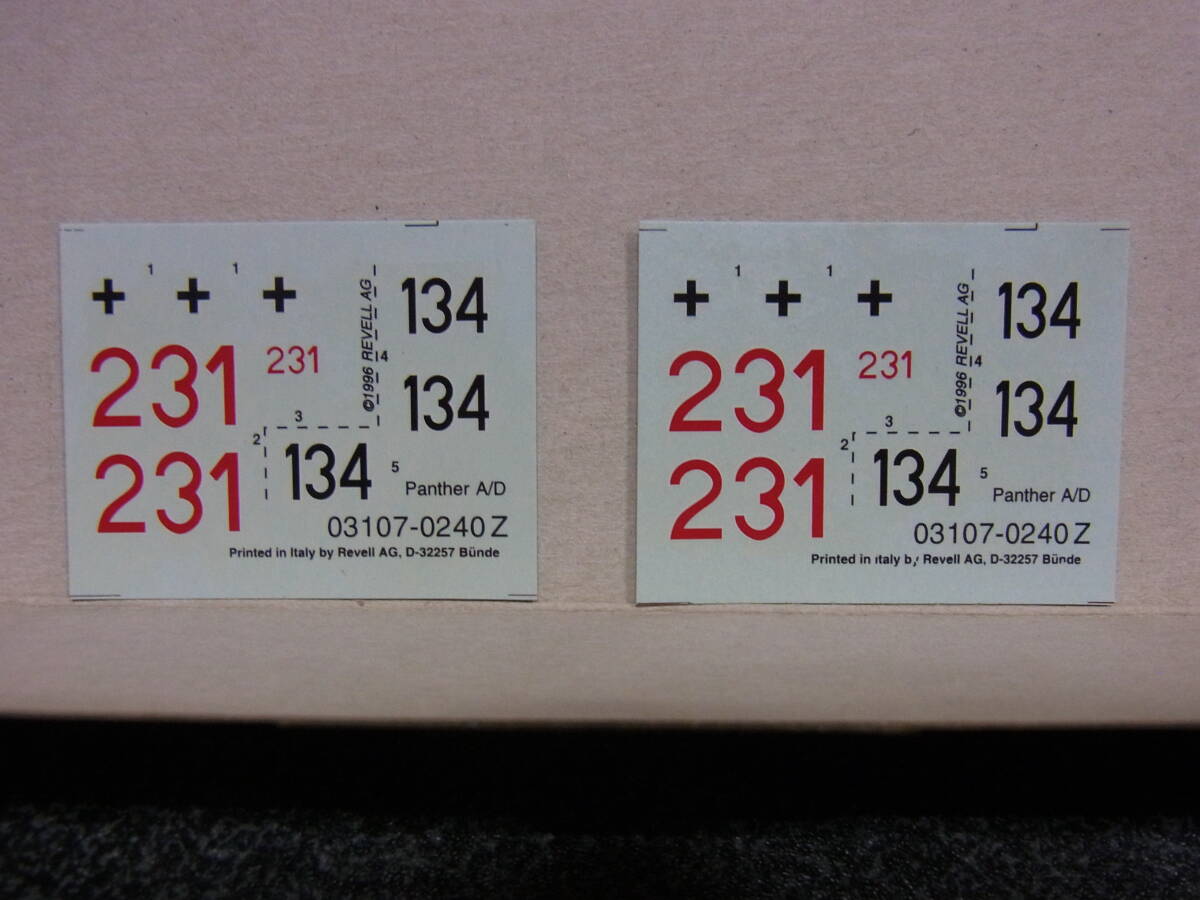 1 1
134
©1996 REVELL AG
4
231 231
134
3
2
231 134
5
Panther A/D
03107-0240 Z
Printed in Italy by Revell AG, D-32257 Bünde
1 1
134
©1996 REVELL AG
4
231 231
134
3
2
231 134
5
Panther A/D
03107-0240 Z
Printed in Italy by Revell AG, D-32257 Bünde